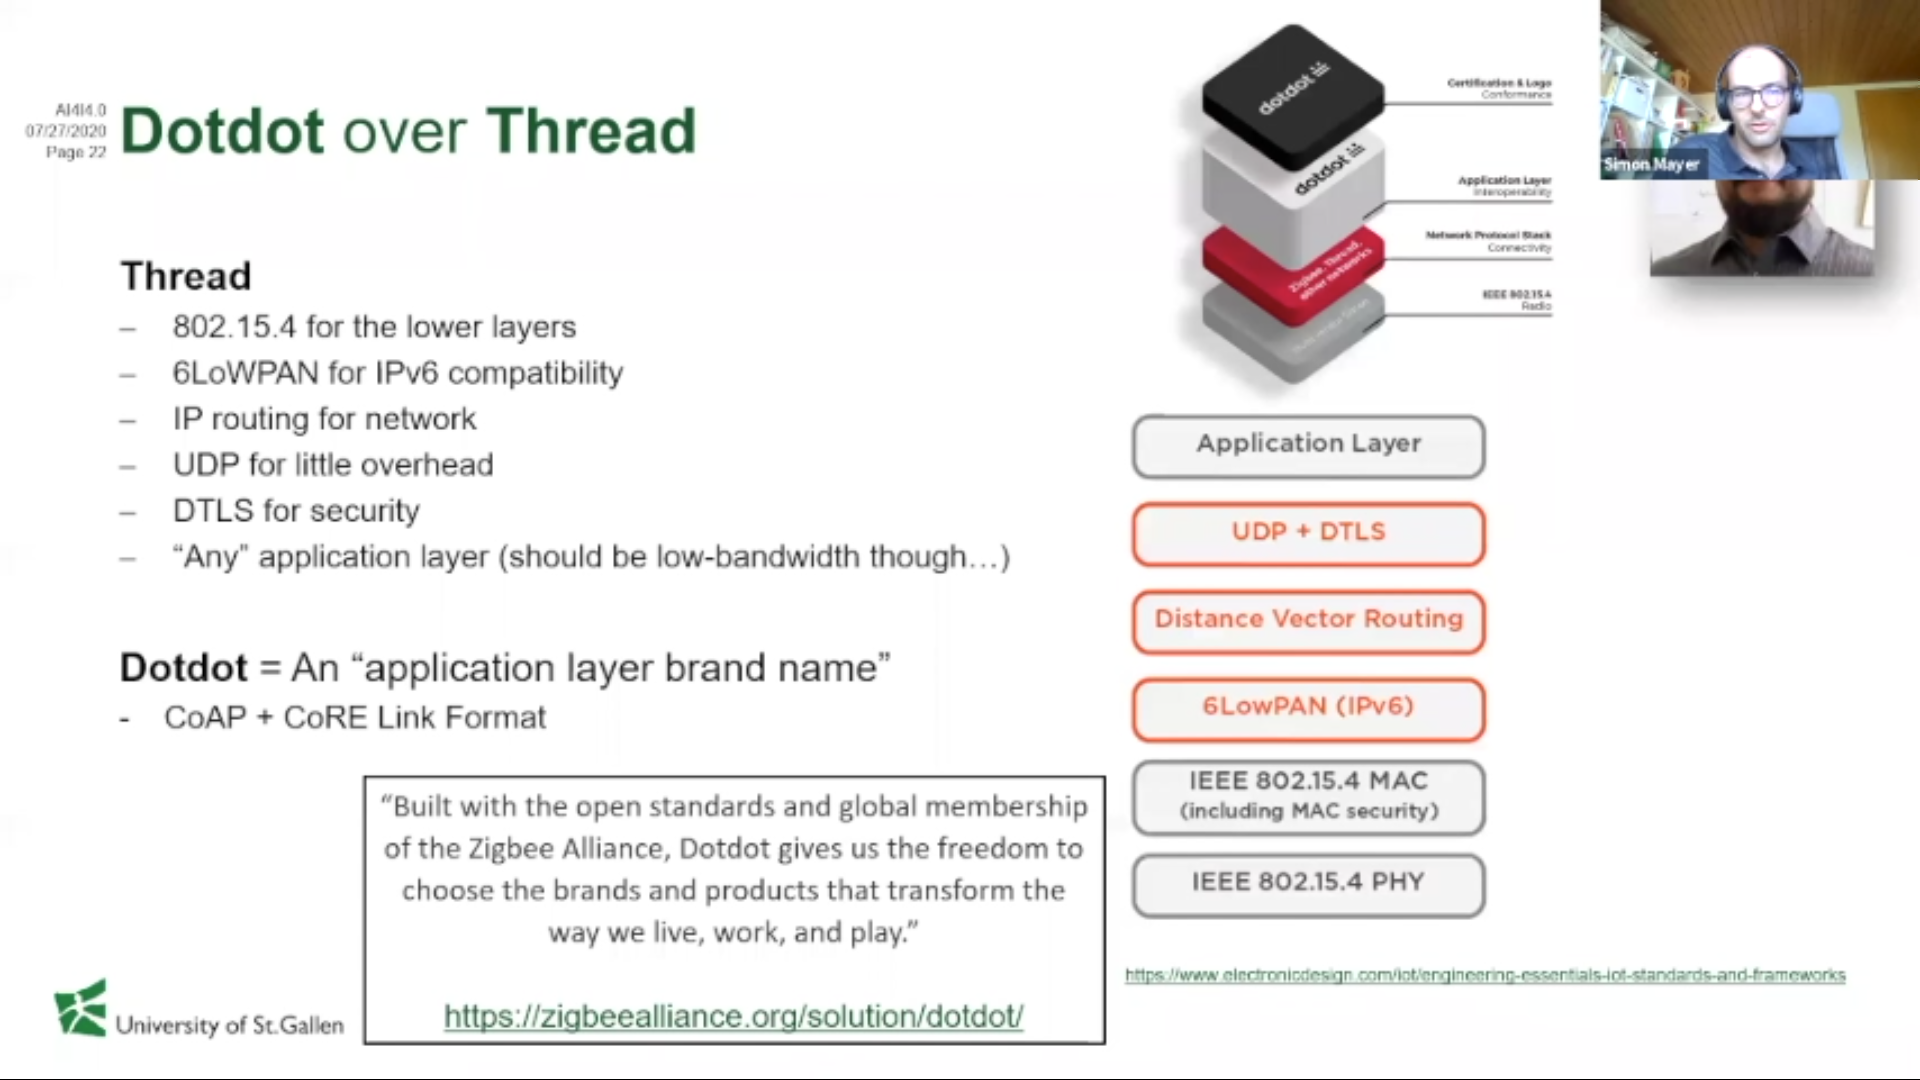 AI4I4.0
07/27/2020
Page 22
Dotdot over Thread
Thread
– 802.15.4 for the lower layers
– 6LoWPAN for IPv6 compatibility
– IP routing for network
– UDP for little overhead
– DTLS for security
– “Any” application layer (should be low-bandwidth though…)
Dotdot = An “application layer brand name”
- CoAP + CoRE Link Format
“Built with the open standards and global membership
of the Zigbee Alliance, Dotdot gives us the freedom to
choose the brands and products that transform the
way we live, work, and play.”
https://zigbeealliance.org/solution/dotdot/
University of St.Gallen
dotdot
Certification & Logo
Conformance
dotdot
Application Layer
Interoperability
Zigbee, Thread,
other networks
Network Protocol Stack
Connectivity
IEEE 802.15.4
Radio
Application Layer
UDP + DTLS
Distance Vector Routing
6LowPAN (IPv6)
IEEE 802.15.4 MAC
(including MAC security)
IEEE 802.15.4 PHY
https://www.electronicdesign.com/iot/engineering-essentials-iot-standards-and-frameworks
Simon Mayer